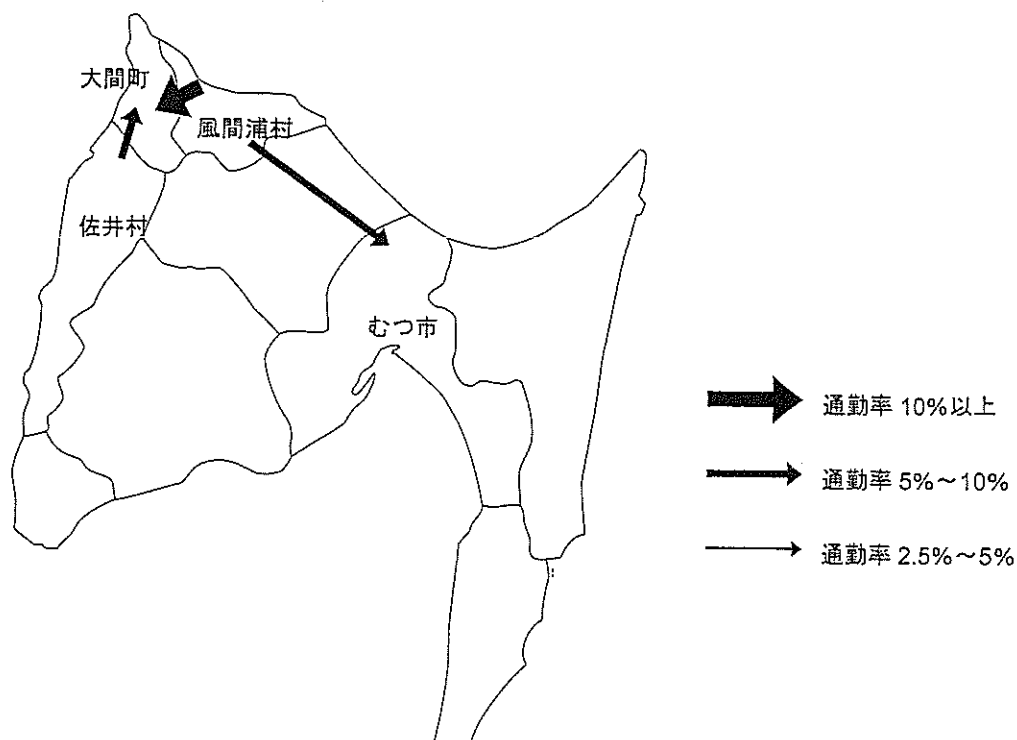 大間町
風間浦村
佐井村
むつ市
通勤率 10%以上
通勤率 5%～10%
通勤率 2.5%～5%